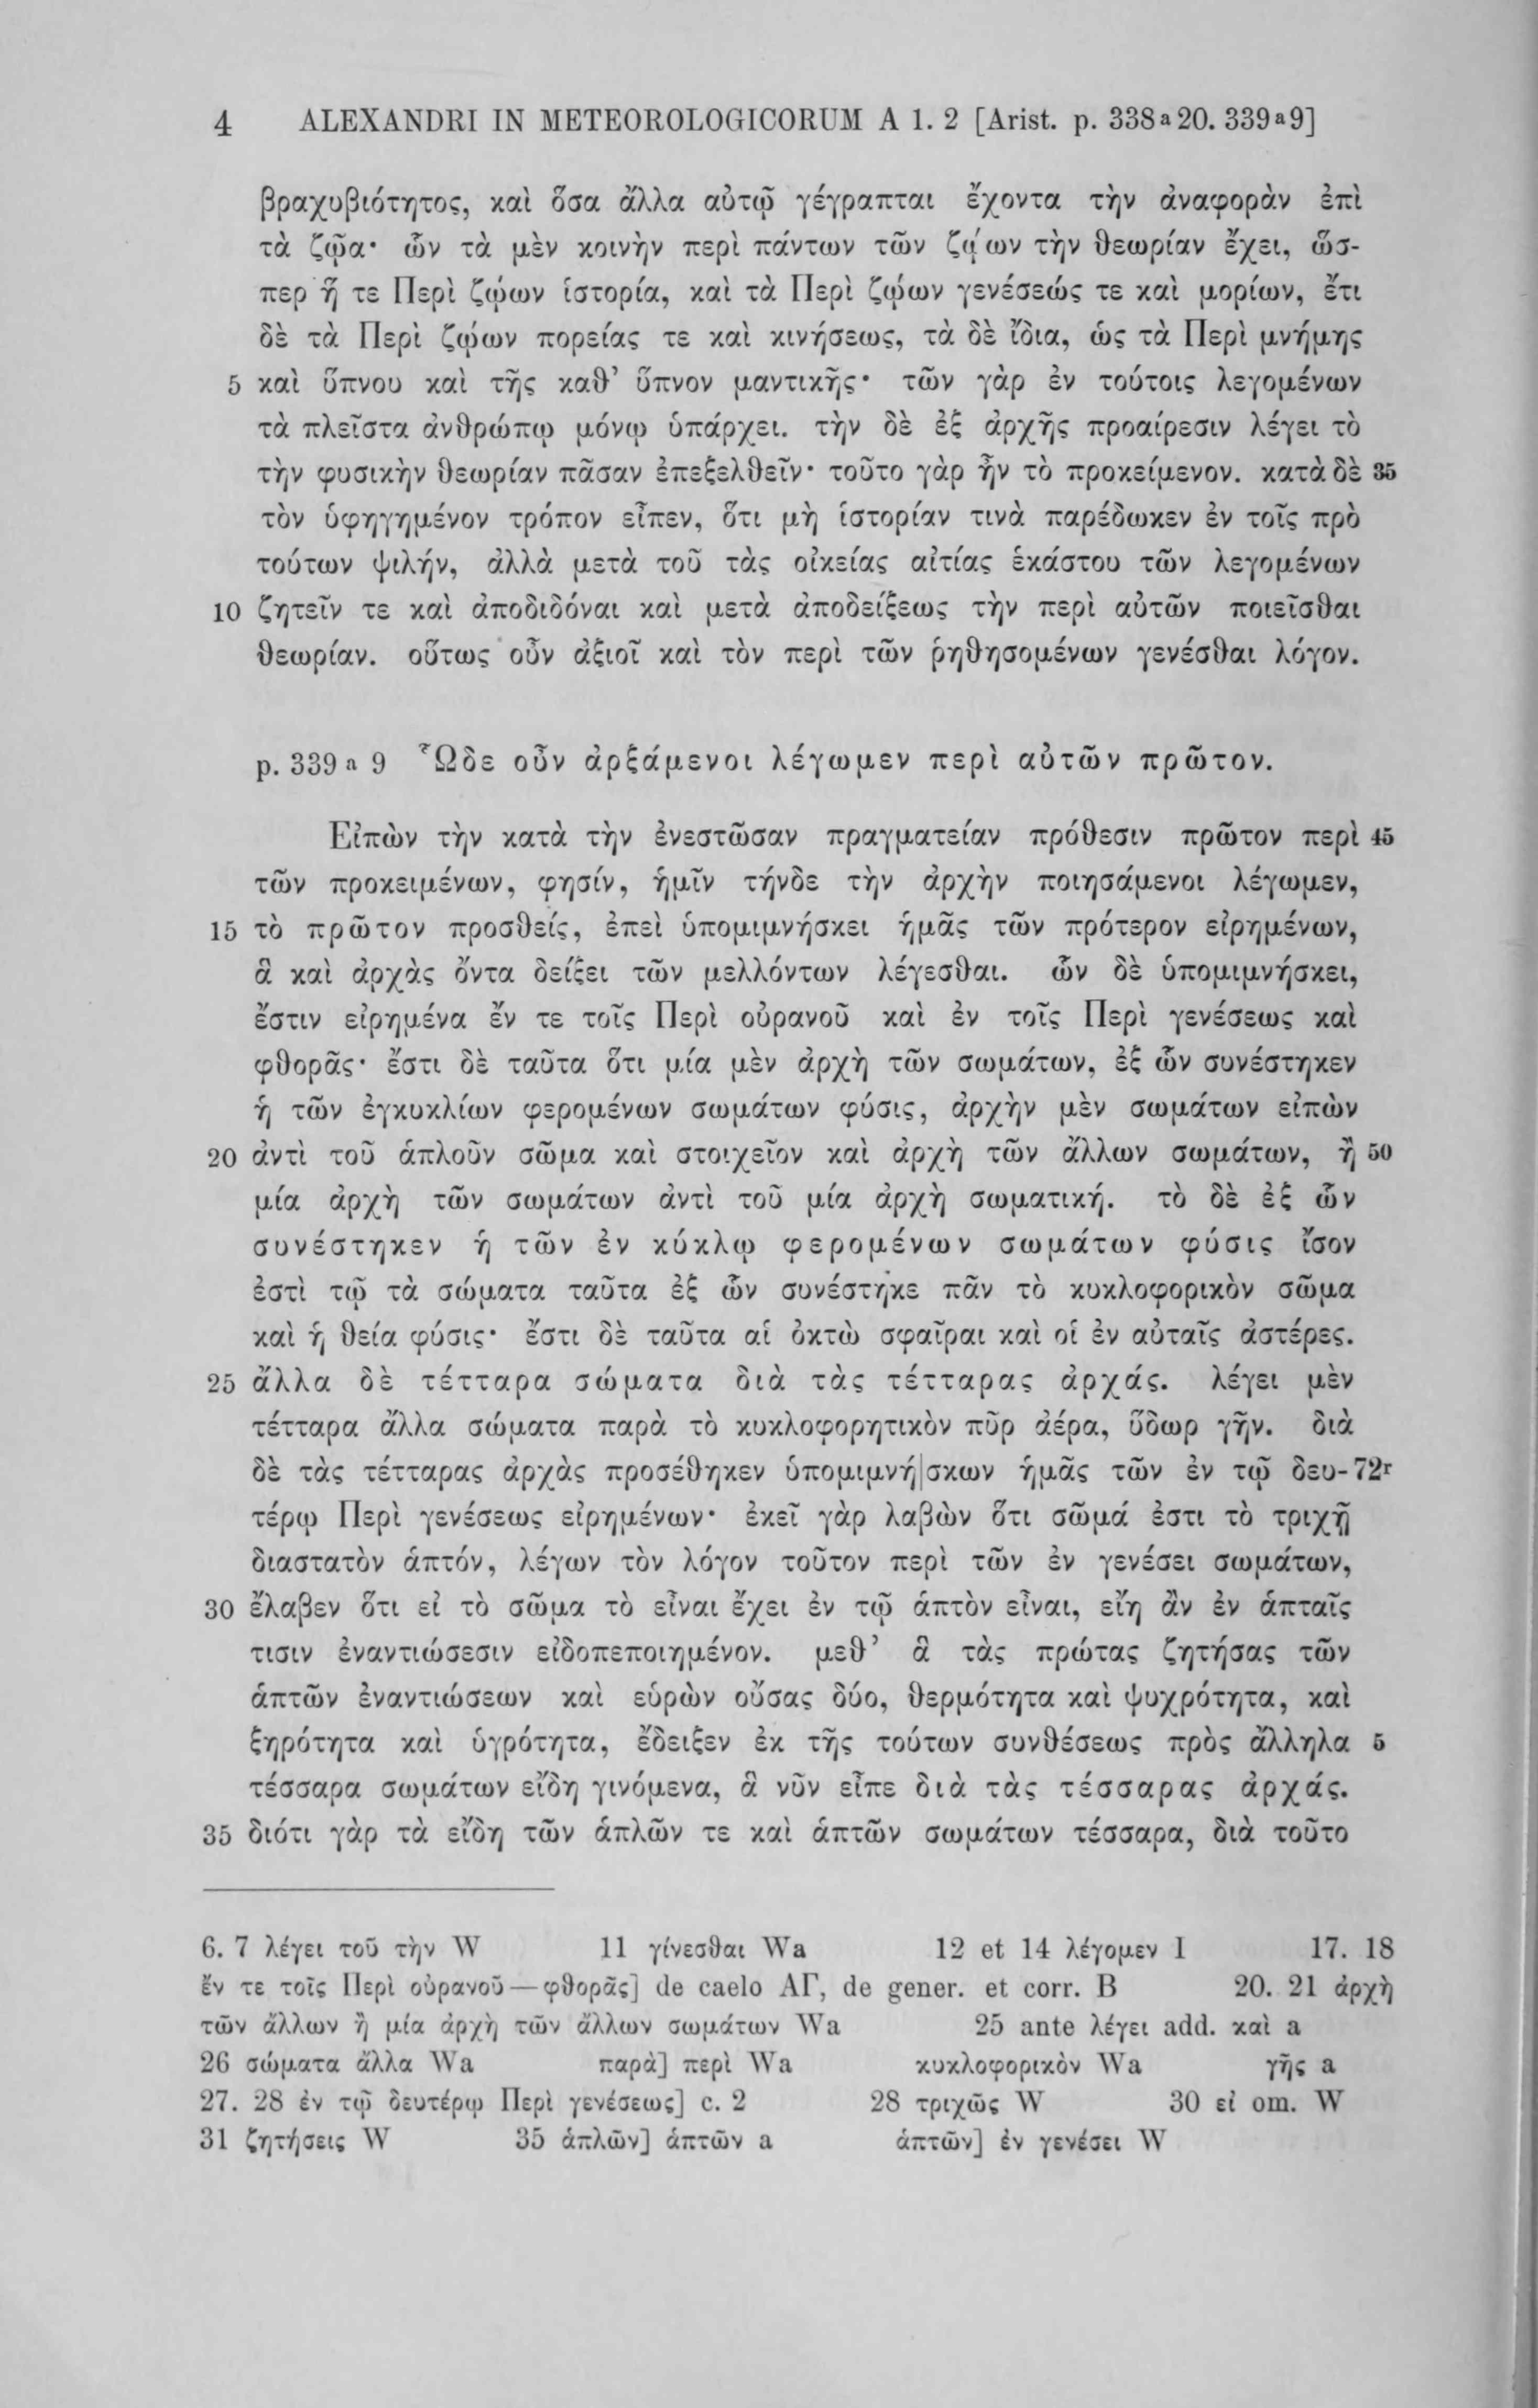 4 ALEXANDRI IN METEOROLOGICORUM A 1. 2 [Arist. p. 338a20. 339a9]
βραχυβιότητος, καὶ ὅσα ἄλλα αὐτῷ γέγραπται ἔχοντα τὴν ἀναφορὰν ἐπὶ
τὰ ζῷα· ὧν τὰ μὲν κοινὴν περὶ πάντων τῶν ζῴων τὴν θεωρίαν ἔχει, ὥσ-
περ ἥ τε Περὶ ζῴων ἱστορία, καὶ τὰ Περὶ ζῴων γενέσεώς τε καὶ μορίων, ἔτι
δὲ τὰ Περὶ ζῴων πορείας τε καὶ κινήσεως, τὰ δὲ ἴδια, ὡς τὰ Περὶ μνήμης
5 καὶ ὕπνου καὶ τῆς καθ’ ὕπνον μαντικῆς· τῶν γὰρ ἐν τούτοις λεγομένων
τὰ πλεῖστα ἀνθρώπῳ μόνῳ ὑπάρχει. τὴν δὲ ἐξ ἀρχῆς προαίρεσιν λέγει τὸ
τὴν φυσικὴν θεωρίαν πᾶσαν ἐπεξελθεῖν· τοῦτο γὰρ ἦν τὸ προκείμενον. κατὰ δὲ 35
τὸν ὑφηγημένον τρόπον εἶπεν, ὅτι μὴ ἱστορίαν τινὰ παρέδωκεν ἐν τοῖς πρὸ
τούτων ψιλήν, ἀλλὰ μετὰ τοῦ τὰς οἰκείας αἰτίας ἑκάστου τῶν λεγομένων
10 ζητεῖν τε καὶ ἀποδιδόναι καὶ μετὰ ἀποδείξεως τὴν περὶ αὐτῶν ποιεῖσθαι
θεωρίαν. οὕτως οὖν ἀξιοῖ καὶ τὸν περὶ τῶν ῥηθησομένων γενέσθαι λόγον.
p. 339a 9 Ὧδε οὖν ἀρξάμενοι λέγωμεν περὶ αὐτῶν πρῶτον.
Εἰπὼν τὴν κατὰ τὴν ἐνεστῶσαν πραγματείαν πρόθεσιν πρῶτον περὶ 45
τῶν προκειμένων, φησίν, ἡμῖν τήνδε τὴν ἀρχὴν ποιησάμενοι λέγωμεν,
15 τὸ πρῶτον προσθείς, ἐπεὶ ὑπομιμνήσκει ἡμᾶς τῶν πρότερον εἰρημένων,
ἃ καὶ ἀρχὰς ὄντα δείξει τῶν μελλόντων λέγεσθαι. ὧν δὲ ὑπομιμνήσκει,
ἔστιν εἰρημένα ἔν τε τοῖς Περὶ οὐρανοῦ καὶ ἐν τοῖς Περὶ γενέσεως καὶ
φθορᾶς· ἔστι δὲ ταῦτα ὅτι μία μὲν ἀρχὴ τῶν σωμάτων, ἐξ ὧν συνέστηκεν
ἡ τῶν ἐγκυκλίων φερομένων σωμάτων φύσις, ἀρχὴν μὲν σωμάτων εἰπὼν
20 ἀντὶ τοῦ ἁπλοῦν σῶμα καὶ στοιχεῖον καὶ ἀρχὴ τῶν ἄλλων σωμάτων, ἢ 50
μία ἀρχὴ τῶν σωμάτων ἀντὶ τοῦ μία ἀρχὴ σωματική. τὸ δὲ ἐξ ὧν
συνέστηκεν ἡ τῶν ἐν κύκλῳ φερομένων σωμάτων φύσις ἴσον
ἐστὶ τῷ τὰ σώματα ταῦτα ἐξ ὧν συνέστηκε πᾶν τὸ κυκλοφορικὸν σῶμα
καὶ ἡ θεία φύσις· ἔστι δὲ ταῦτα αἱ ὀκτὼ σφαῖραι καὶ οἱ ἐν αὐταῖς ἀστέρες.
25 ἄλλα δὲ τέτταρα σώματα διὰ τὰς τέτταρας ἀρχάς. λέγει μὲν
τέτταρα ἄλλα σώματα παρὰ τὸ κυκλοφορητικὸν πῦρ ἀέρα, ὕδωρ γῆν. διὰ
δὲ τὰς τέτταρας ἀρχὰς προσέθηκεν ὑπομιμνή|σκων ἡμᾶς τῶν ἐν τῷ δευ- 72r
τέρῳ Περὶ γενέσεως εἰρημένων· ἐκεῖ γὰρ λαβὼν ὅτι σῶμά ἐστι τὸ τριχῇ
διαστατὸν ἁπτόν, λέγων τὸν λόγον τοῦτον περὶ τῶν ἐν γενέσει σωμάτων,
30 ἔλαβεν ὅτι εἰ τὸ σῶμα τὸ εἶναι ἔχει ἐν τῷ ἁπτὸν εἶναι, εἴη ἂν ἐν ἁπταῖς
τισιν ἐναντιώσεσιν εἰδοπεποιημένον. μεθ’ ἃ τὰς πρώτας ζητήσας τῶν
ἁπτῶν ἐναντιώσεων καὶ εὑρὼν οὔσας δύο, θερμότητα καὶ ψυχρότητα, καὶ
ξηρότητα καὶ ὑγρότητα, ἔδειξεν ἐκ τῆς τούτων συνθέσεως πρὸς ἄλληλα 5
τέσσαρα σωμάτων εἴδη γινόμενα, ἃ νῦν εἶπε διὰ τὰς τέσσαρας ἀρχάς.
35 διότι γὰρ τὰ εἴδη τῶν ἁπλῶν τε καὶ ἁπτῶν σωμάτων τέσσαρα, διὰ τοῦτο
6. 7 λέγει τοῦ τὴν W 11 γίνεσθαι Wa 12 et 14 λέγομεν I 17. 18
ἔν τε τοῖς Περὶ οὐρανοῦ — φθορᾶς] de caelo ΑΓ, de gener. et corr. B 20. 21 ἀρχὴ
τῶν ἄλλων ἢ μία ἀρχὴ τῶν ἄλλων σωμάτων Wa 25 ante λέγει add. καὶ a
26 σώματα ἄλλα Wa παρὰ] περὶ Wa κυκλοφορικὸν Wa γῆς a
27. 28 ἐν τῷ δευτέρῳ Περὶ γενέσεως] c. 2 28 τριχῶς W 30 εἰ om. W
31 ζητήσεις W 35 ἁπλῶν] ἁπτῶν a ἁπτῶν] ἐν γενέσει W